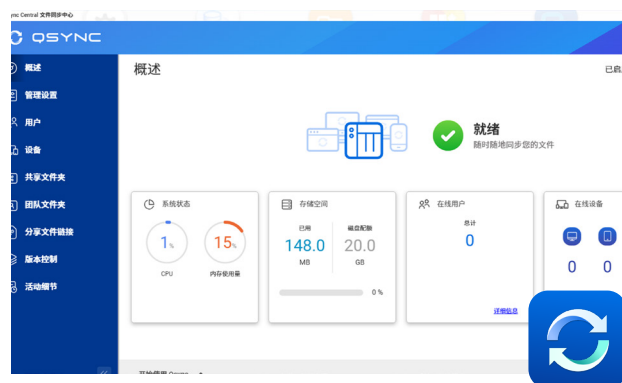 ync Central 文件同步中心
QSYNC
概述
管理设置
用户
设备
共享文件夹
团队文件夹
分享文件链接
版本控制
活动细节
概述
已启
就绪
随时随地同步您的文件
系统状态
1%
15%
CPU
内存使用量
存储空间
已用
磁盘配额
148.0
20.0
MB
GB
0 %
在线用户
总计
0
详细信息
在线设备
0
0
开始使用 Qsync